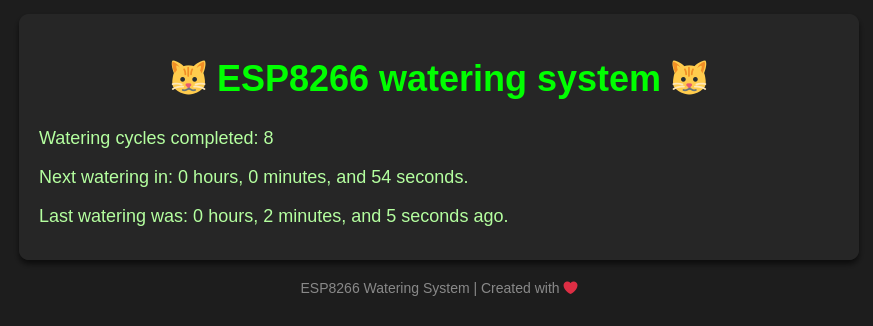 🐱 ESP8266 watering system 🐱
Watering cycles completed: 8
Next watering in: 0 hours, 0 minutes, and 54 seconds.
Last watering was: 0 hours, 2 minutes, and 5 seconds ago.
ESP8266 Watering System | Created with ❤️